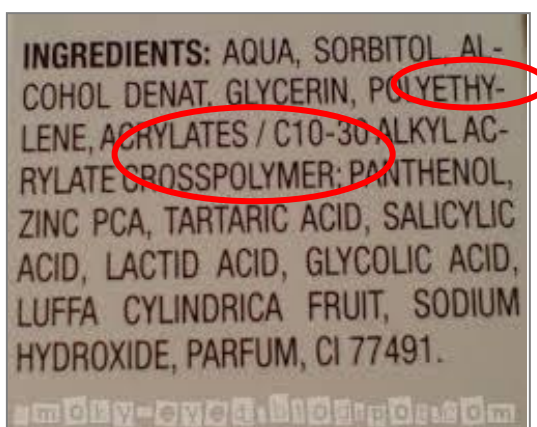 INGREDIENTS: AQUA, SORBITOL, AL-
COHOL DENAT, GLYCERIN, POLYETHY-
LENE, ACRYLATES / C10-30 ALKYL AC-
RYLATE CROSSPOLYMER; PANTHENOL,
ZINC PCA, TARTARIC ACID, SALICYLIC
ACID, LACTID ACID, GLYCOLIC ACID,
LUFFA CYLINDRICA FRUIT, SODIUM
HYDROXIDE, PARFUM, CI 77491.
smoky-eyed.blogspot.com